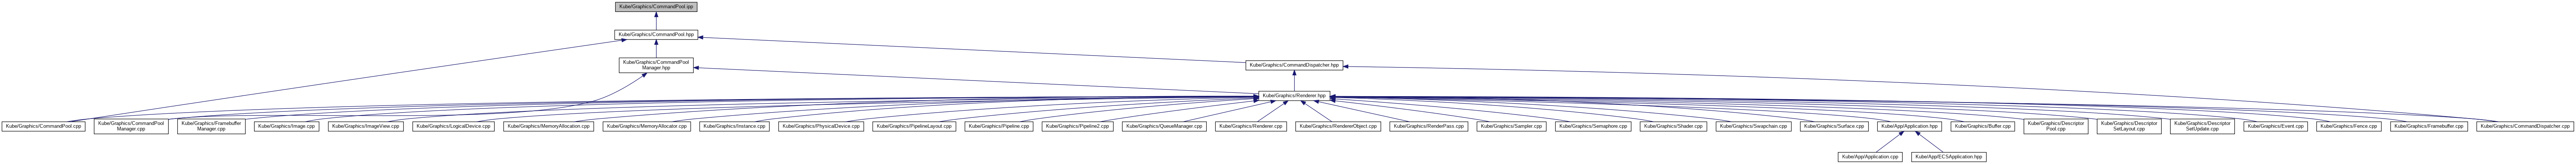 Kube/Graphics/CommandPool.ipp
Kube/Graphics/CommandPool.hpp
Kube/Graphics/CommandPool
Manager.hpp
Kube/Graphics/CommandDispatcher.hpp
Kube/Graphics/Renderer.hpp
Kube/Graphics/CommandPool.cpp
Kube/Graphics/CommandPool
Manager.cpp
Kube/Graphics/Framebuffer
Manager.cpp
Kube/Graphics/Image.cpp
Kube/Graphics/ImageView.cpp
Kube/Graphics/LogicalDevice.cpp
Kube/Graphics/MemoryAllocation.cpp
Kube/Graphics/MemoryAllocator.cpp
Kube/Graphics/Instance.cpp
Kube/Graphics/PhysicalDevice.cpp
Kube/Graphics/PipelineLayout.cpp
Kube/Graphics/Pipeline.cpp
Kube/Graphics/Pipeline2.cpp
Kube/Graphics/QueueManager.cpp
Kube/Graphics/Renderer.cpp
Kube/Graphics/RendererObject.cpp
Kube/Graphics/RenderPass.cpp
Kube/Graphics/Sampler.cpp
Kube/Graphics/Semaphore.cpp
Kube/Graphics/Shader.cpp
Kube/Graphics/Swapchain.cpp
Kube/Graphics/Surface.cpp
Kube/App/Application.hpp
Kube/Graphics/Buffer.cpp
Kube/Graphics/Descriptor
Pool.cpp
Kube/Graphics/Descriptor
SetLayout.cpp
Kube/Graphics/Descriptor
SetUpdate.cpp
Kube/Graphics/Event.cpp
Kube/Graphics/Fence.cpp
Kube/Graphics/Framebuffer.cpp
Kube/Graphics/CommandDispatcher.cpp
Kube/App/Application.cpp
Kube/App/ECSApplication.hpp